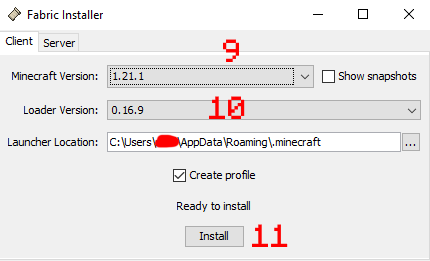 Fabric Installer
Client Server
9
Minecraft Version: 1.21.1 Show snapshots
10
Loader Version: 0.16.9
Launcher Location: C:\Users\ \AppData\Roaming\.minecraft ...
Create profile
Ready to install
Install 11